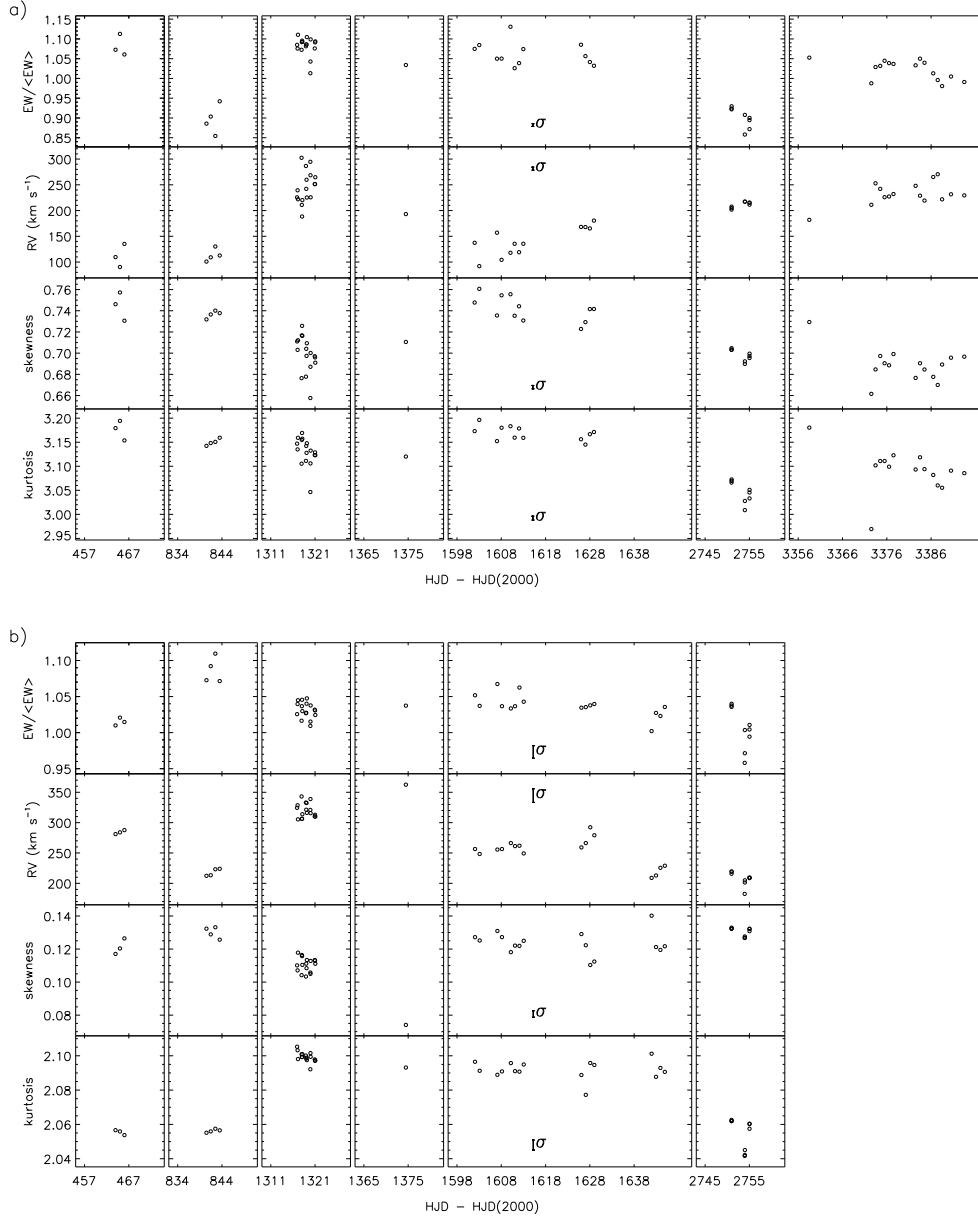 a)
1.15
1.10
1.05
1.00
0.95
0.90
0.85
EW/<EW>
σ
300
250
200
150
100
RV (km s⁻¹)
σ
0.76
0.74
0.72
0.70
0.68
0.66
skewness
σ
3.20
3.15
3.10
3.05
3.00
2.95
kurtosis
σ
457 467 834 844 1311 1321 1365 1375 1598 1608 1618 1628 1638 2745 2755 3356 3366 3376 3386
HJD − HJD(2000)
b)
1.10
1.05
1.00
0.95
EW/<EW>
σ
350
300
250
200
RV (km s⁻¹)
σ
0.14
0.12
0.10
0.08
skewness
σ
2.10
2.08
2.06
2.04
kurtosis
σ
457 467 834 844 1311 1321 1365 1375 1598 1608 1618 1628 1638 2745 2755
HJD − HJD(2000)